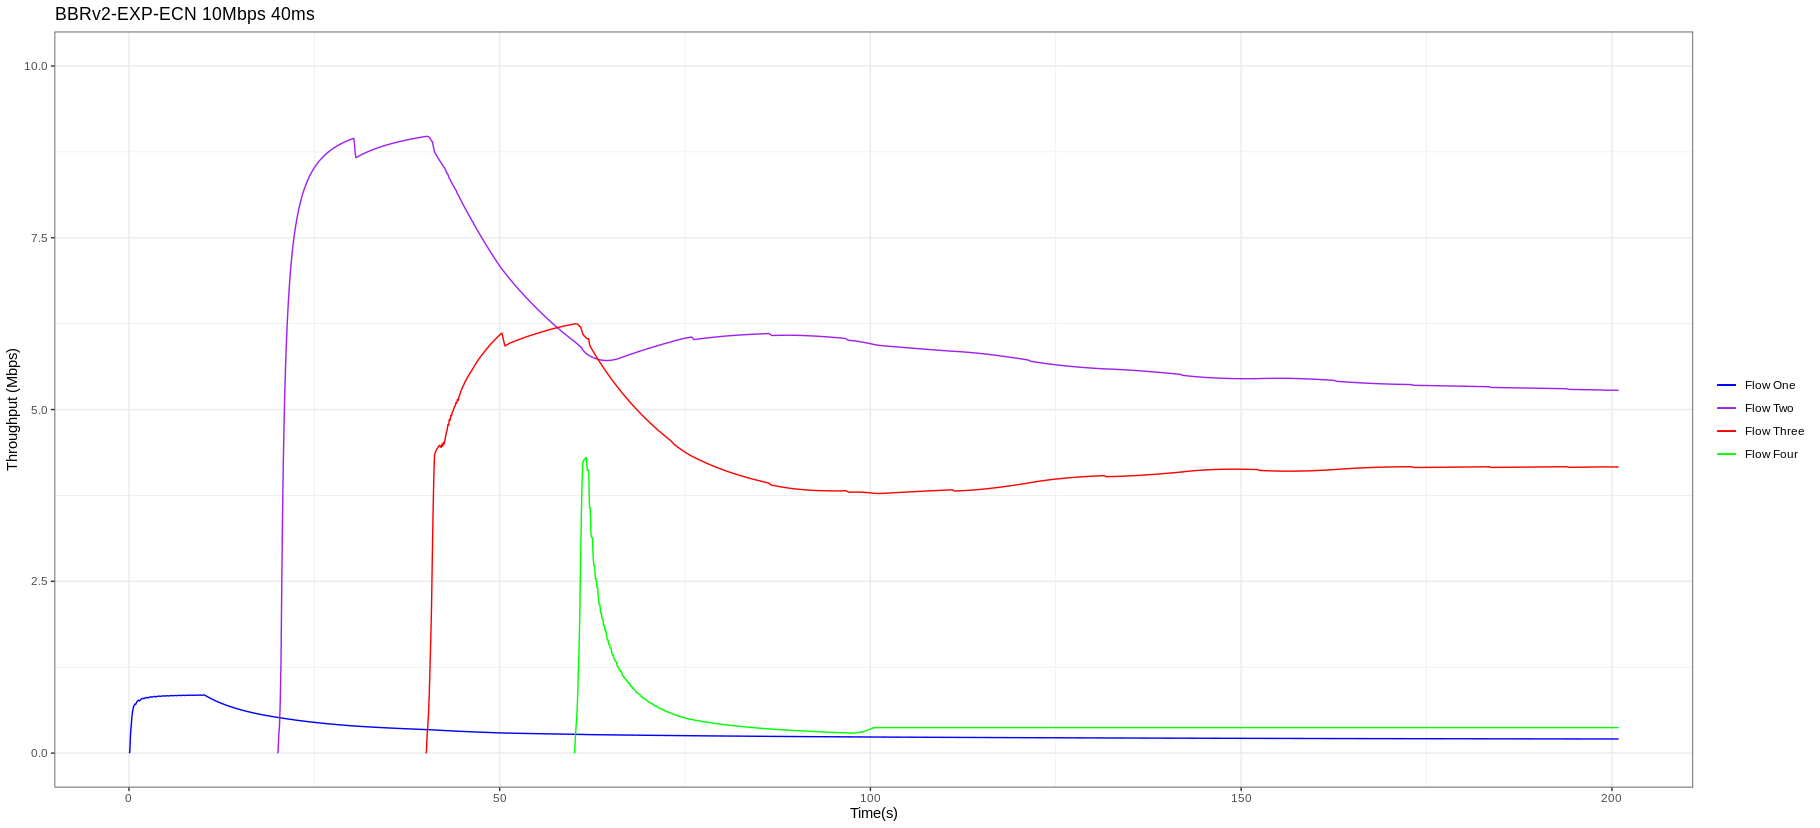 BBRv2-EXP-ECN 10Mbps 40ms
10.0
7.5
5.0
2.5
0.0
Throughput (Mbps)
0
50
100
150
200
Time(s)
Flow One
Flow Two
Flow Three
Flow Four